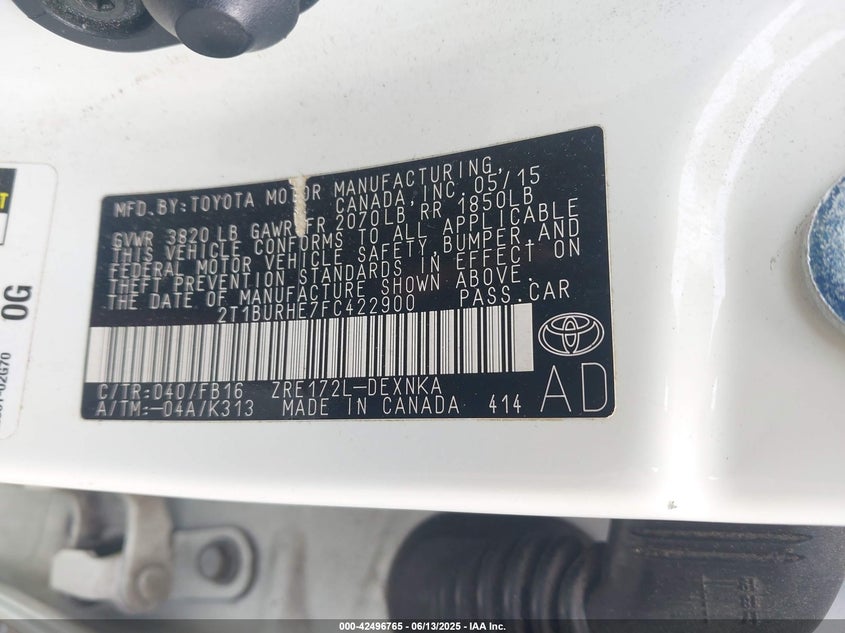 MFD.BY:TOYOTA MOTOR MANUFACTURING,
CANADA,INC.05/15
GVWR 3820 LB GAWR FR 2070LB RR 1850LB
THIS VEHICLE CONFORMS TO ALL APPLICABLE
FEDERAL MOTOR VEHICLE SAFETY,BUMPER,AND
THEFT PREVENTION STANDARDS IN EFFECT ON
THE DATE OF MANUFACTURE SHOWN ABOVE.
2T1BURHE7FC422900 PASS.CAR
C/TR:040/FB16 ZRE172L-DEXNKA
A/TM:-04A/K313 MADE IN CANADA 414
AD
0G
000-42496765 - 06/13/2025 - IAA Inc.